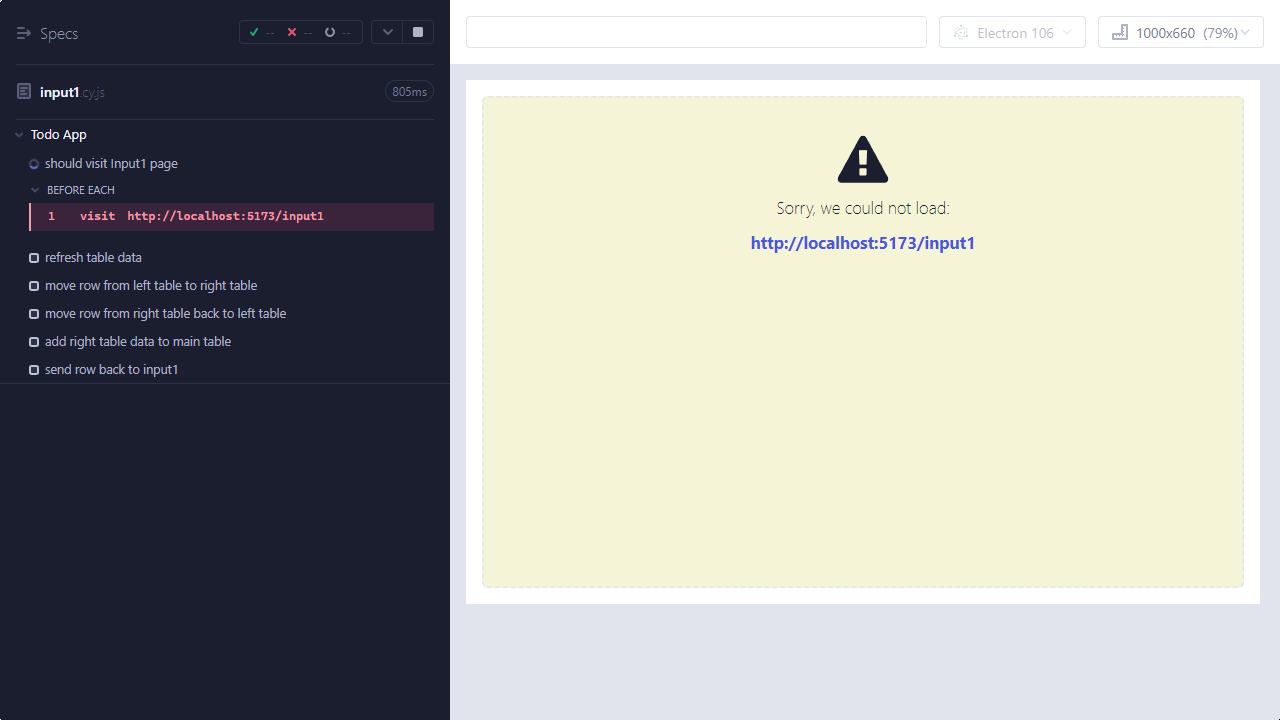 Specs
-- -- --
input1.cy.js
805ms
Todo App
should visit Input1 page
BEFORE EACH
1 visit http://localhost:5173/input1
refresh table data
move row from left table to right table
move row from right table back to left table
add right table data to main table
send row back to input1
Electron 106
1000x660 (79%)
Sorry, we could not load:
http://localhost:5173/input1